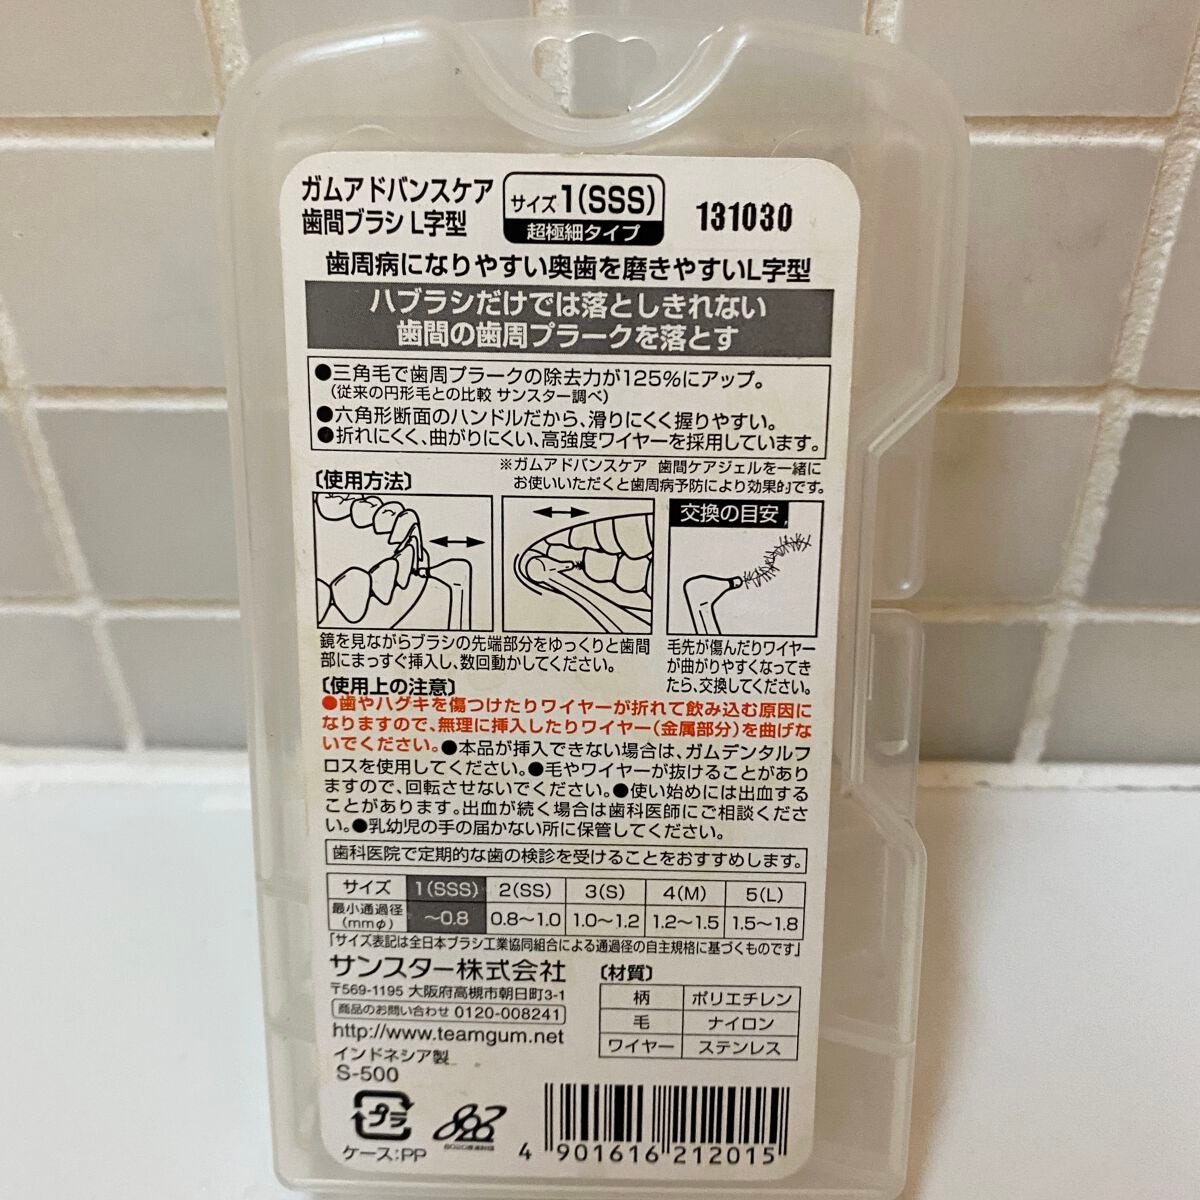 ガムアドバンスケア
歯間ブラシ L字型
サイズ1(SSS)
超極細タイプ
131030
歯周病になりやすい奥歯を磨きやすいL字型
ハブラシだけでは落としきれない
歯間の歯周プラークを落とす
●三角毛で歯周プラークの除去力が125%にアップ。
(従来の円形毛との比較 サンスター調べ)
●六角形断面のハンドルだから、滑りにくく握りやすい。
●折れにくく、曲がりにくい、高強度ワイヤーを採用しています。
※ガムアドバンスケア 歯間ケアジェルを一緒に
お使いいただくと歯周病予防により効果的です。
〔使用方法〕
交換の目安
鏡を見ながらブラシの先端部分をゆっくりと歯間
部にまっすぐ挿入し、数回動かしてください。
毛先が傷んだりワイヤー
が曲がりやすくなってき
たら、交換してください。
〔使用上の注意〕
●歯やハグキを傷つけたりワイヤーが折れて飲み込む原因に
なりますので、無理に挿入したりワイヤー(金属部分)を曲げな
いでください。●本品が挿入できない場合は、ガムデンタルフ
ロスを使用してください。●毛やワイヤーが抜けることがあり
ますので、回転させないでください。●使い始めには出血する
ことがあります。出血が続く場合は歯科医師にご相談くださ
い。●乳幼児の手の届かない所に保管してください。
歯科医院で定期的な歯の検診を受けることをおすすめします。
サイズ 1(SSS) 2(SS) 3(S) 4(M) 5(L)
最小通過径
(mmφ) ～0.8 0.8～1.0 1.0～1.2 1.2～1.5 1.5～1.8
「サイズ表記は全日本ブラシ工業協同組合による通過径の自主規格に基づくものです」
サンスター株式会社
〒569-1195 大阪府高槻市朝日町3-1
商品のお問い合わせ 0120-008241
http://www.teamgum.net
インドネシア製
S-500
〔材質〕
柄 ポリエチレン
毛 ナイロン
ワイヤー ステンレス
プラ
ケース:PP
8020
4 901616 212015